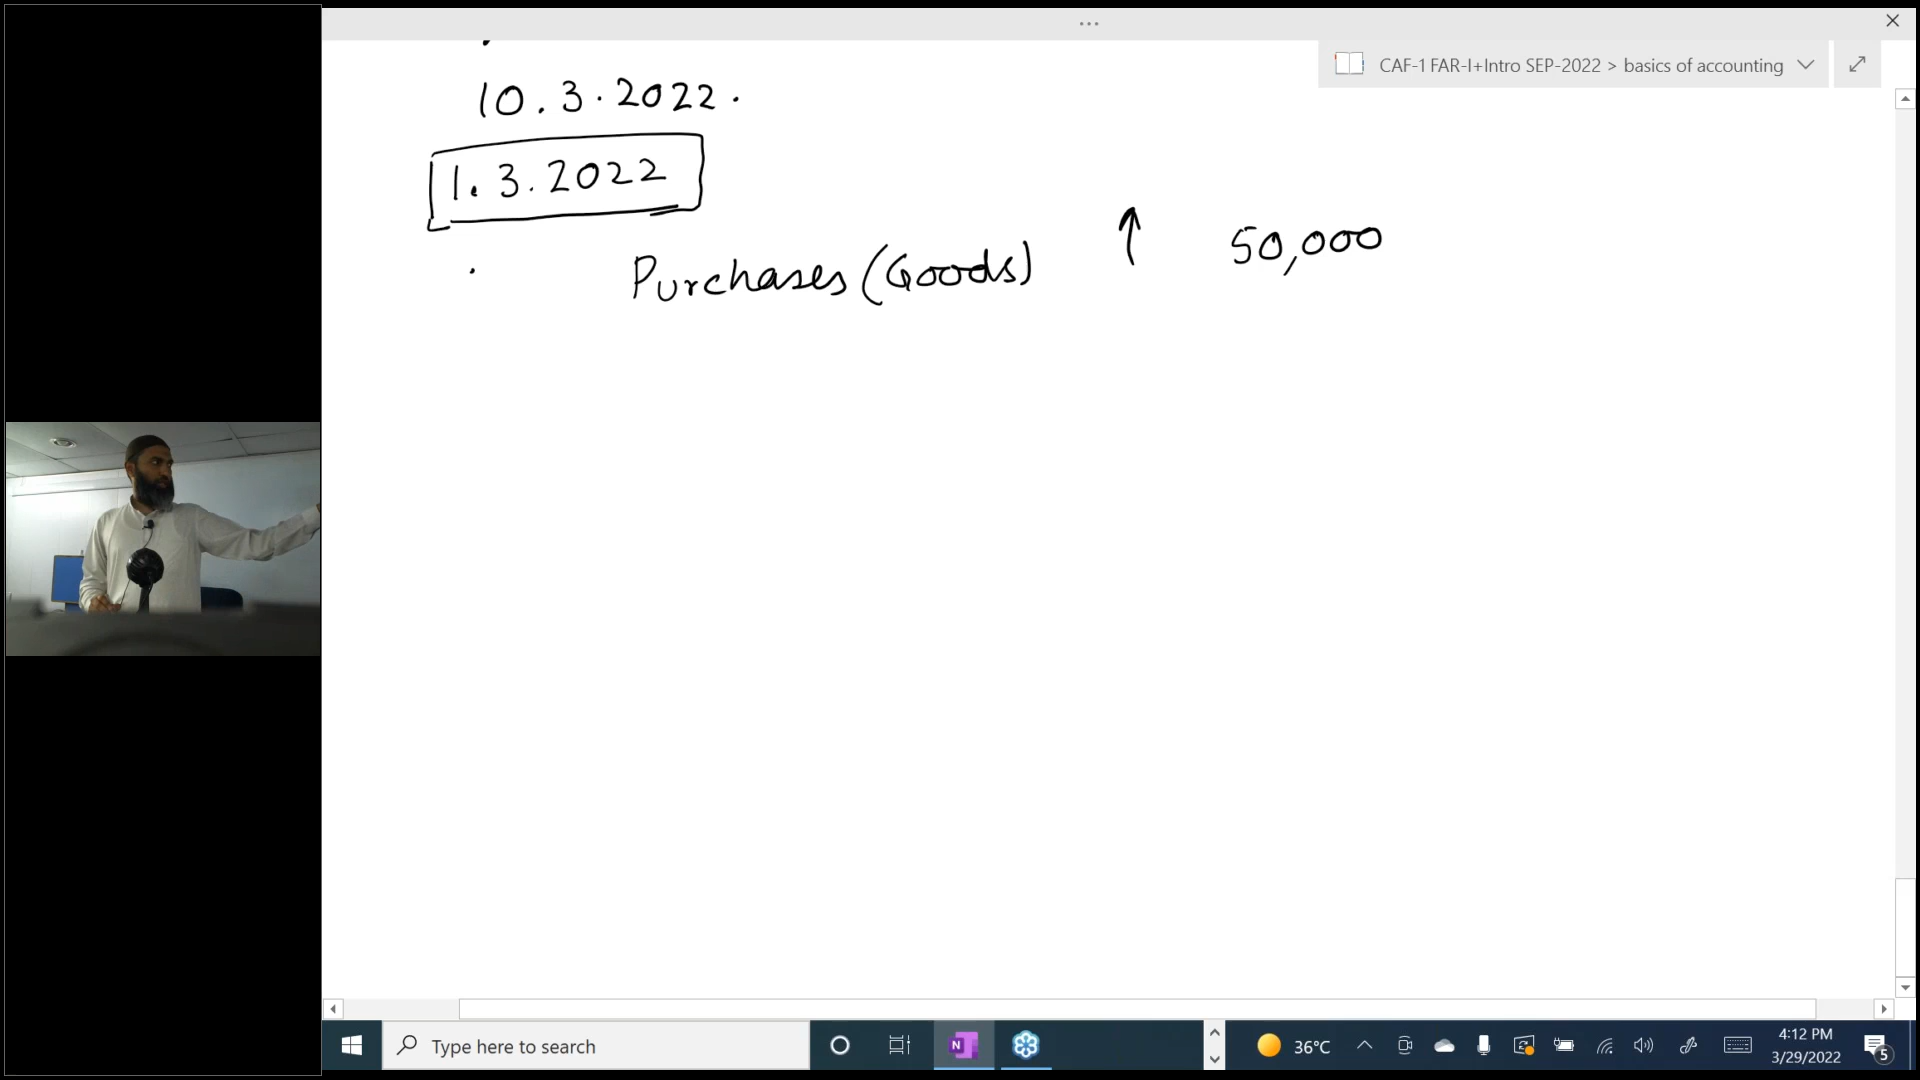 CAF-1 FAR-I+Intro SEP-2022 > basics of accounting
10.3.2022.
1.3.2022
Purchases (Goods) ↑ 50,000
Type here to search
N
36°C
4:12 PM
3/29/2022
5